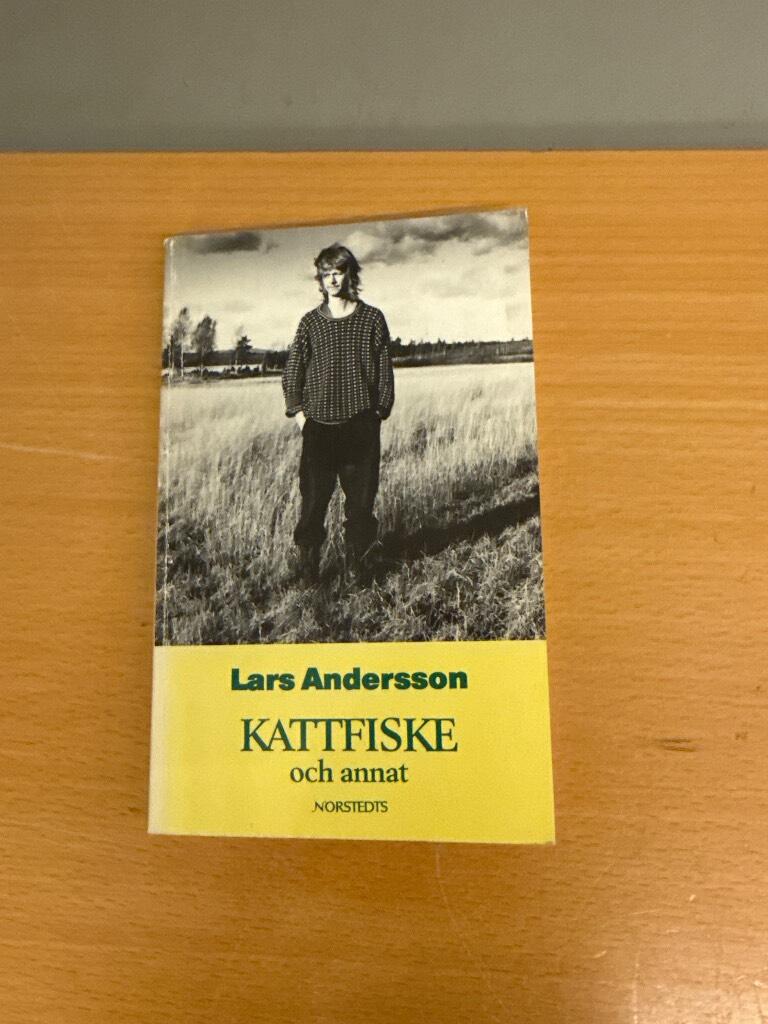 Lars Andersson
KATTFISKE
och annat
NORSTEDTS